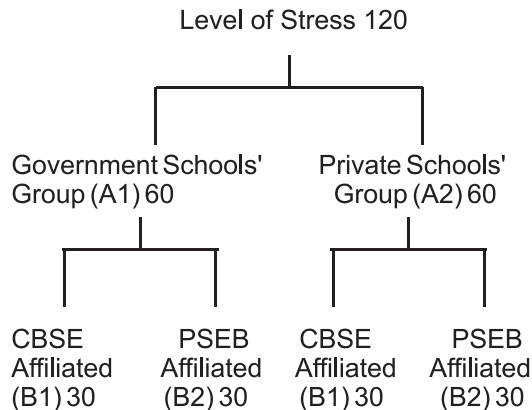 Level of Stress 120
Government Schools'
Group (A1) 60
Private Schools'
Group (A2) 60
CBSE
Affiliated
(B1) 30
PSEB
Affiliated
(B2) 30
CBSE
Affiliated
(B1) 30
PSEB
Affiliated
(B2) 30